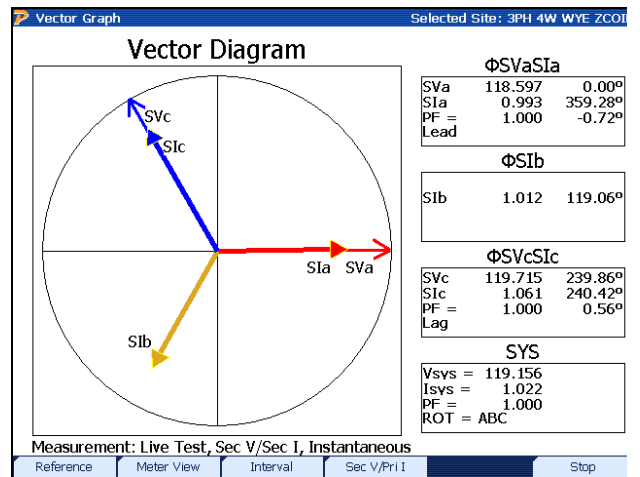 Vector Graph
Selected Site: 3PH 4W WYE ZCOI
Vector Diagram
SVc
SIc
SIa SVa
SIb
ΦSVaSIa
SVa 118.597 0.00º
SIa 0.993 359.28º
PF = 1.000 -0.72º
Lead
ΦSIb
SIb 1.012 119.06º
ΦSVcSIc
SVc 119.715 239.86º
SIc 1.061 240.42º
PF = 1.000 0.56º
Lag
SYS
Vsys = 119.156
Isys = 1.022
PF = 1.000
ROT = ABC
Measurement: Live Test, Sec V/Sec I, Instantaneous
Reference Meter View Interval Sec V/Pri I Stop